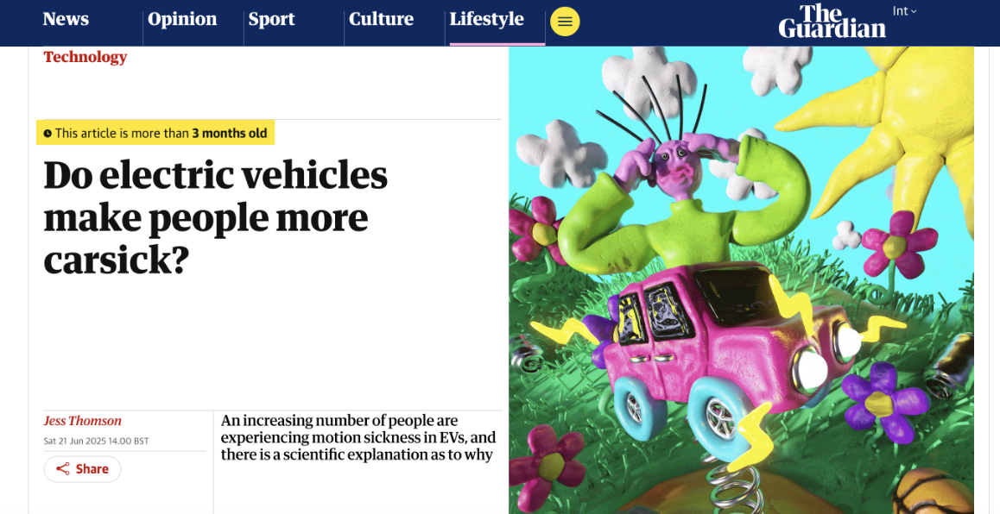 News
Opinion
Sport
Culture
Lifestyle
The
Guardian
Int
Technology
This article is more than 3 months old
Do electric vehicles
make people more
carsick?
Jess Thomson
Sat 21 Jun 2025 14.00 BST
Share
An increasing number of people are
experiencing motion sickness in EVs, and
there is a scientific explanation as to why